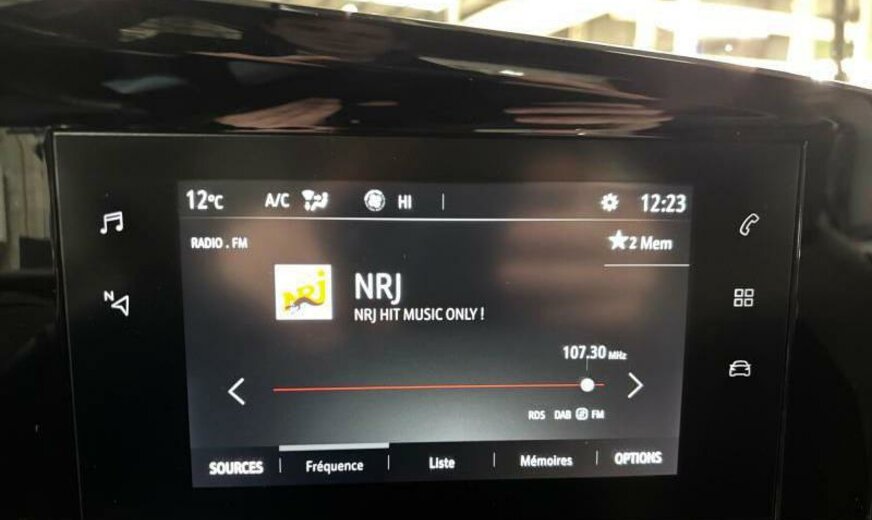 12°C A/C HI 12:23
RADIO . FM
2 Mem
N
NRJ
NRJ
NRJ HIT MUSIC ONLY !
107.30 MHz
RDS DAB FM
SOURCES Fréquence Liste Mémoires OPTIONS